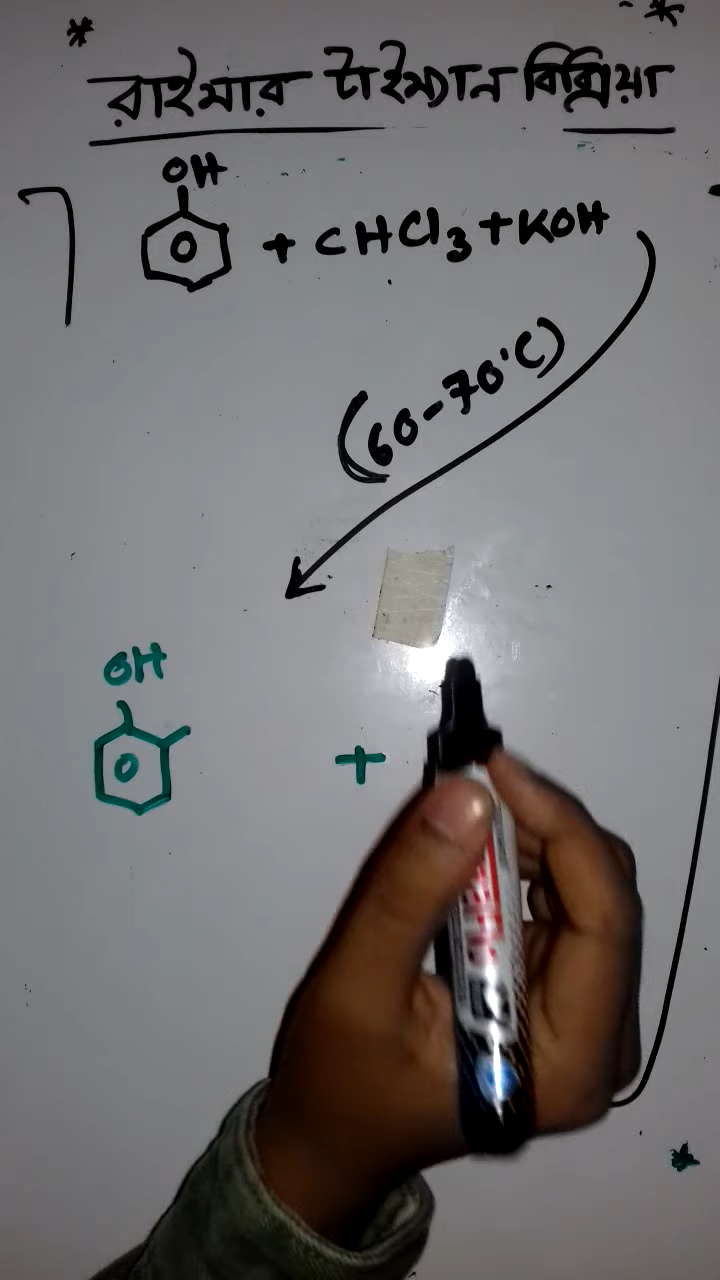 * *
রাইমার টাইম্যান বিক্রিয়া
OH
+ CHCl3 + KOH
(60-70°C)
OH
+